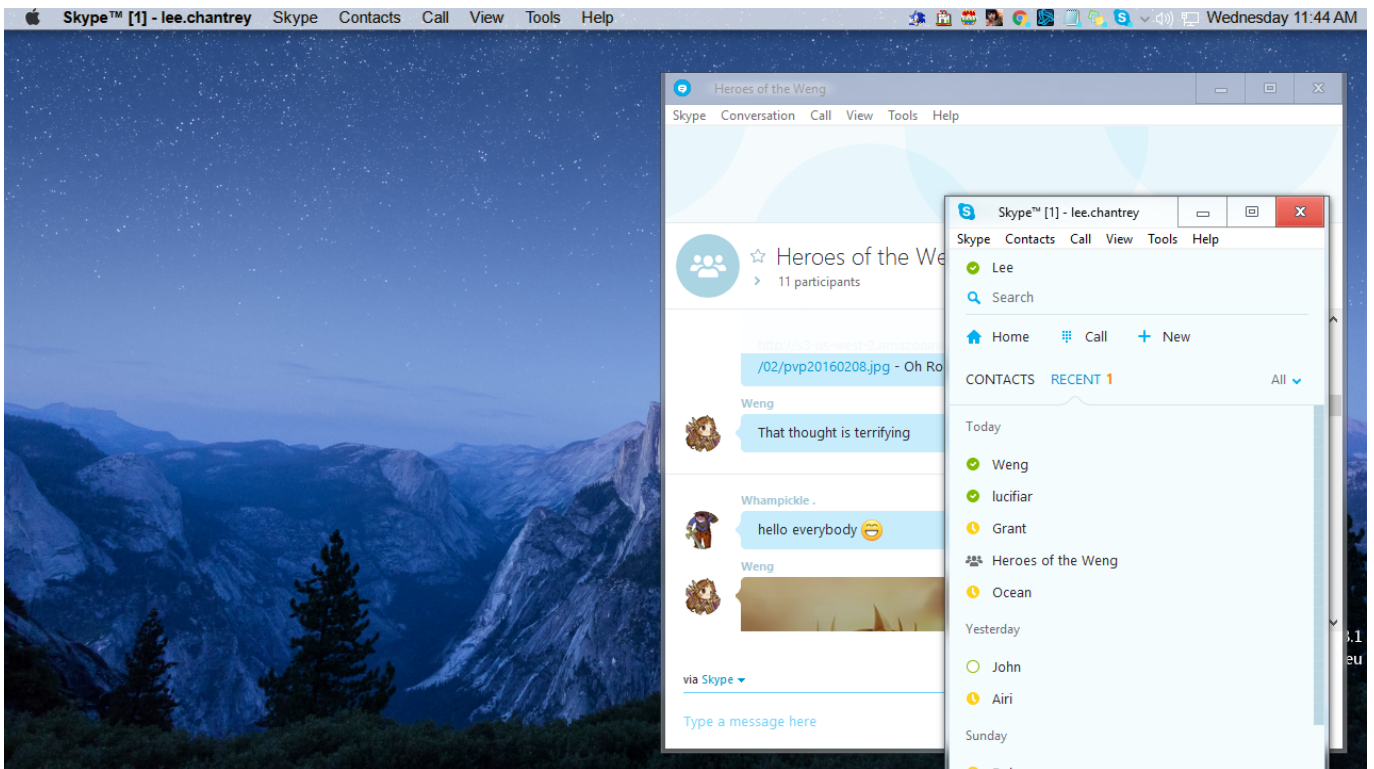 Skype™ [1] - lee.chantrey Skype Contacts Call View Tools Help Wednesday 11:44 AM
Heroes of the Weng
Skype Conversation Call View Tools Help
Heroes of the We
11 participants
/02/pvp20160208.jpg - Oh Ro
Weng
That thought is terrifying
Whampickle .
hello everybody
Weng
via Skype
Type a message here
Skype™ [1] - lee.chantrey
Skype Contacts Call View Tools Help
Lee
Search
Home Call New
CONTACTS RECENT 1 All
Today
Weng
lucifiar
Grant
Heroes of the Weng
Ocean
Yesterday
John
Airi
Sunday
3.1
eu